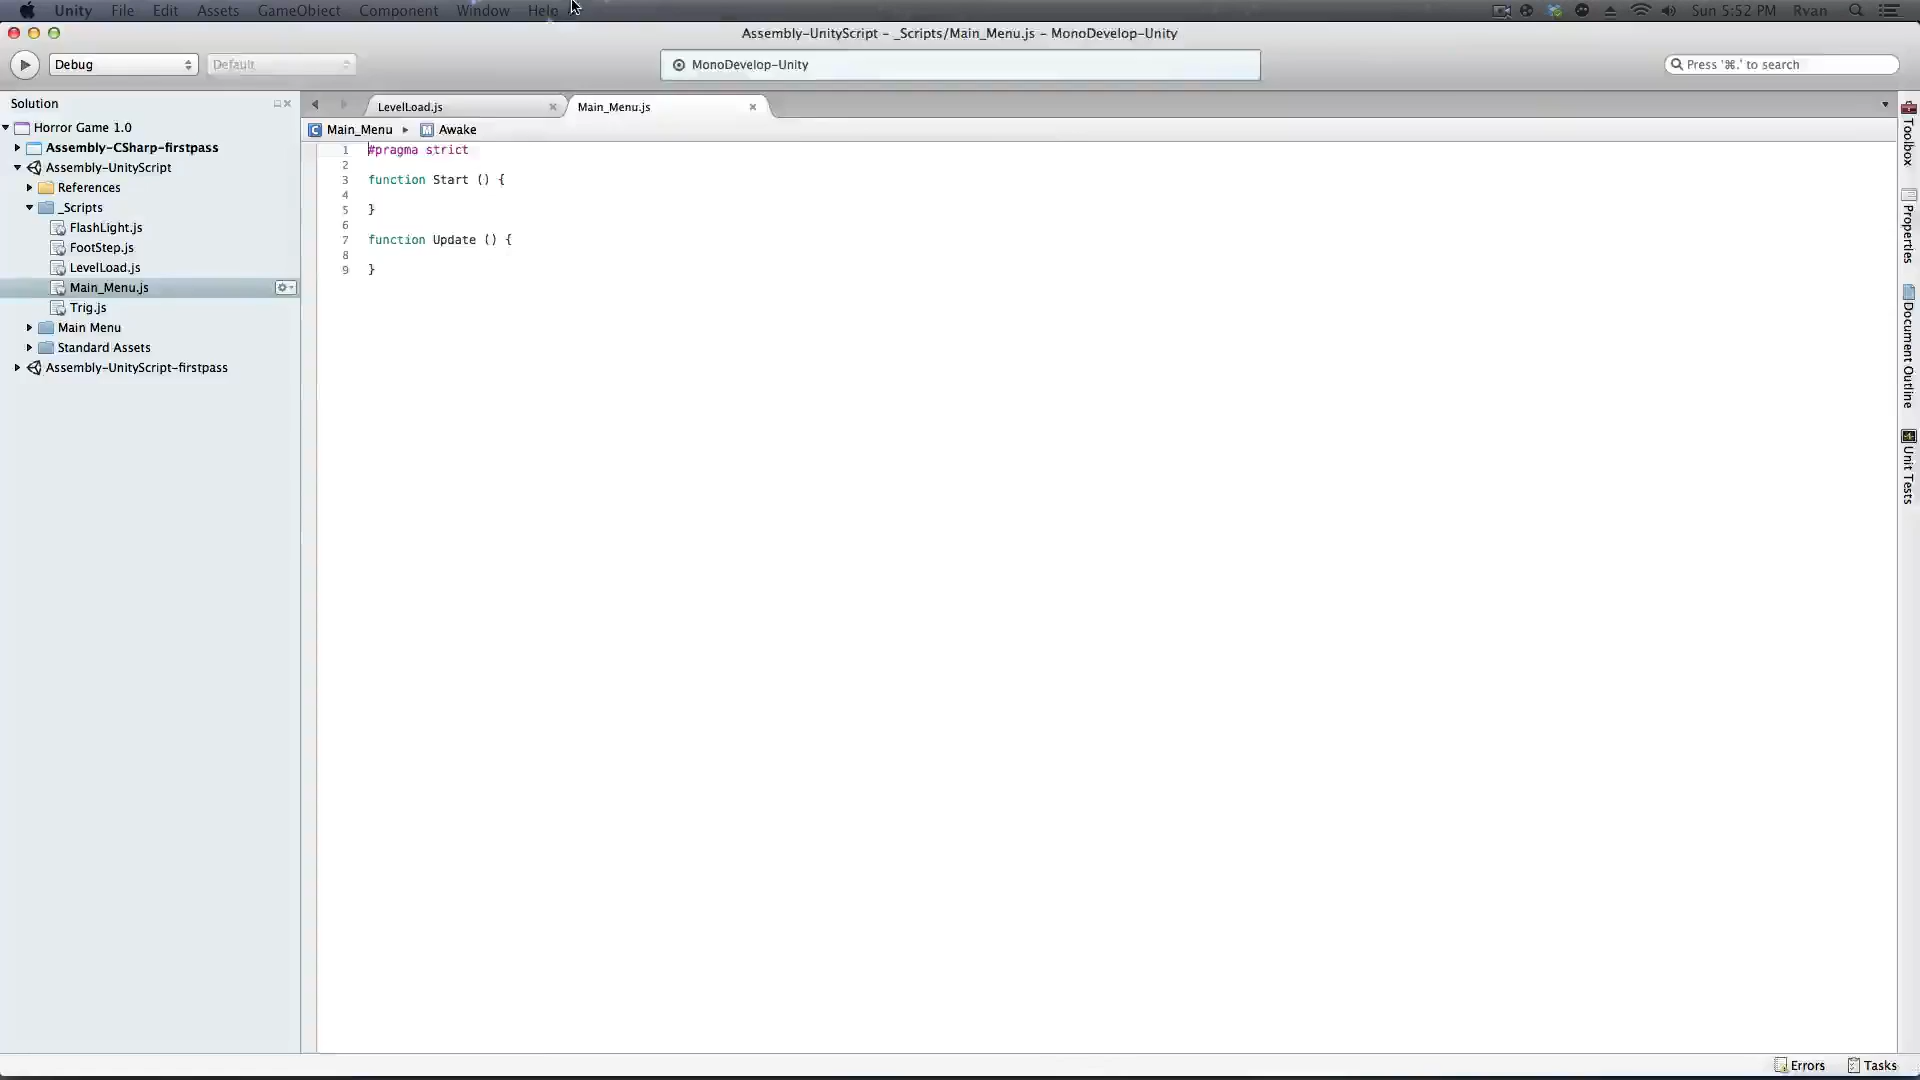 Unity File Edit Assets GameObject Component Window Help Sun 5:52 PM Ryan
Assembly-UnityScript - _Scripts/Main_Menu.js - MonoDevelop-Unity
Debug Default MonoDevelop-Unity Press '⌘.' to search
Solution
Horror Game 1.0
Assembly-CSharp-firstpass
Assembly-UnityScript
References
_Scripts
FlashLight.js
FootStep.js
LevelLoad.js
Main_Menu.js
Trig.js
Main Menu
Standard Assets
Assembly-UnityScript-firstpass
LevelLoad.js Main_Menu.js
Main_Menu Awake
1 #pragma strict
2
3 function Start () {
4
5 }
6
7 function Update () {
8
9 }
Toolbox
Properties
Document Outline
Unit Tests
Errors Tasks